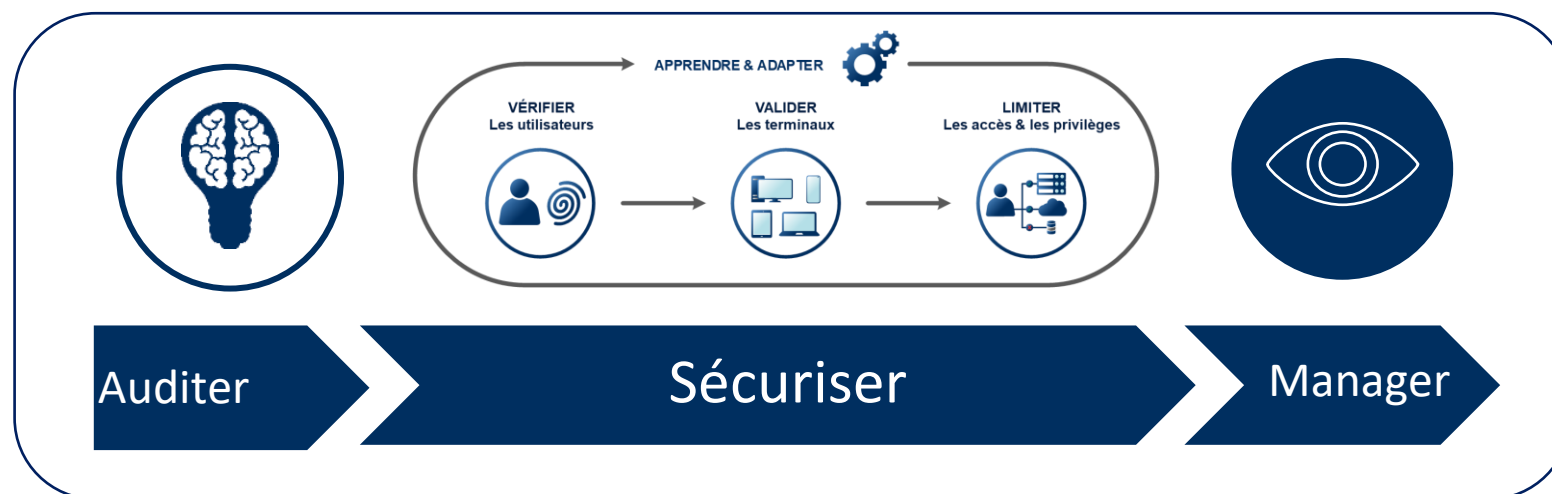 APPRENDRE & ADAPTER
VÉRIFIER
Les utilisateurs
VALIDER
Les terminaux
LIMITER
Les accès & les privilèges
Auditer
Sécuriser
Manager